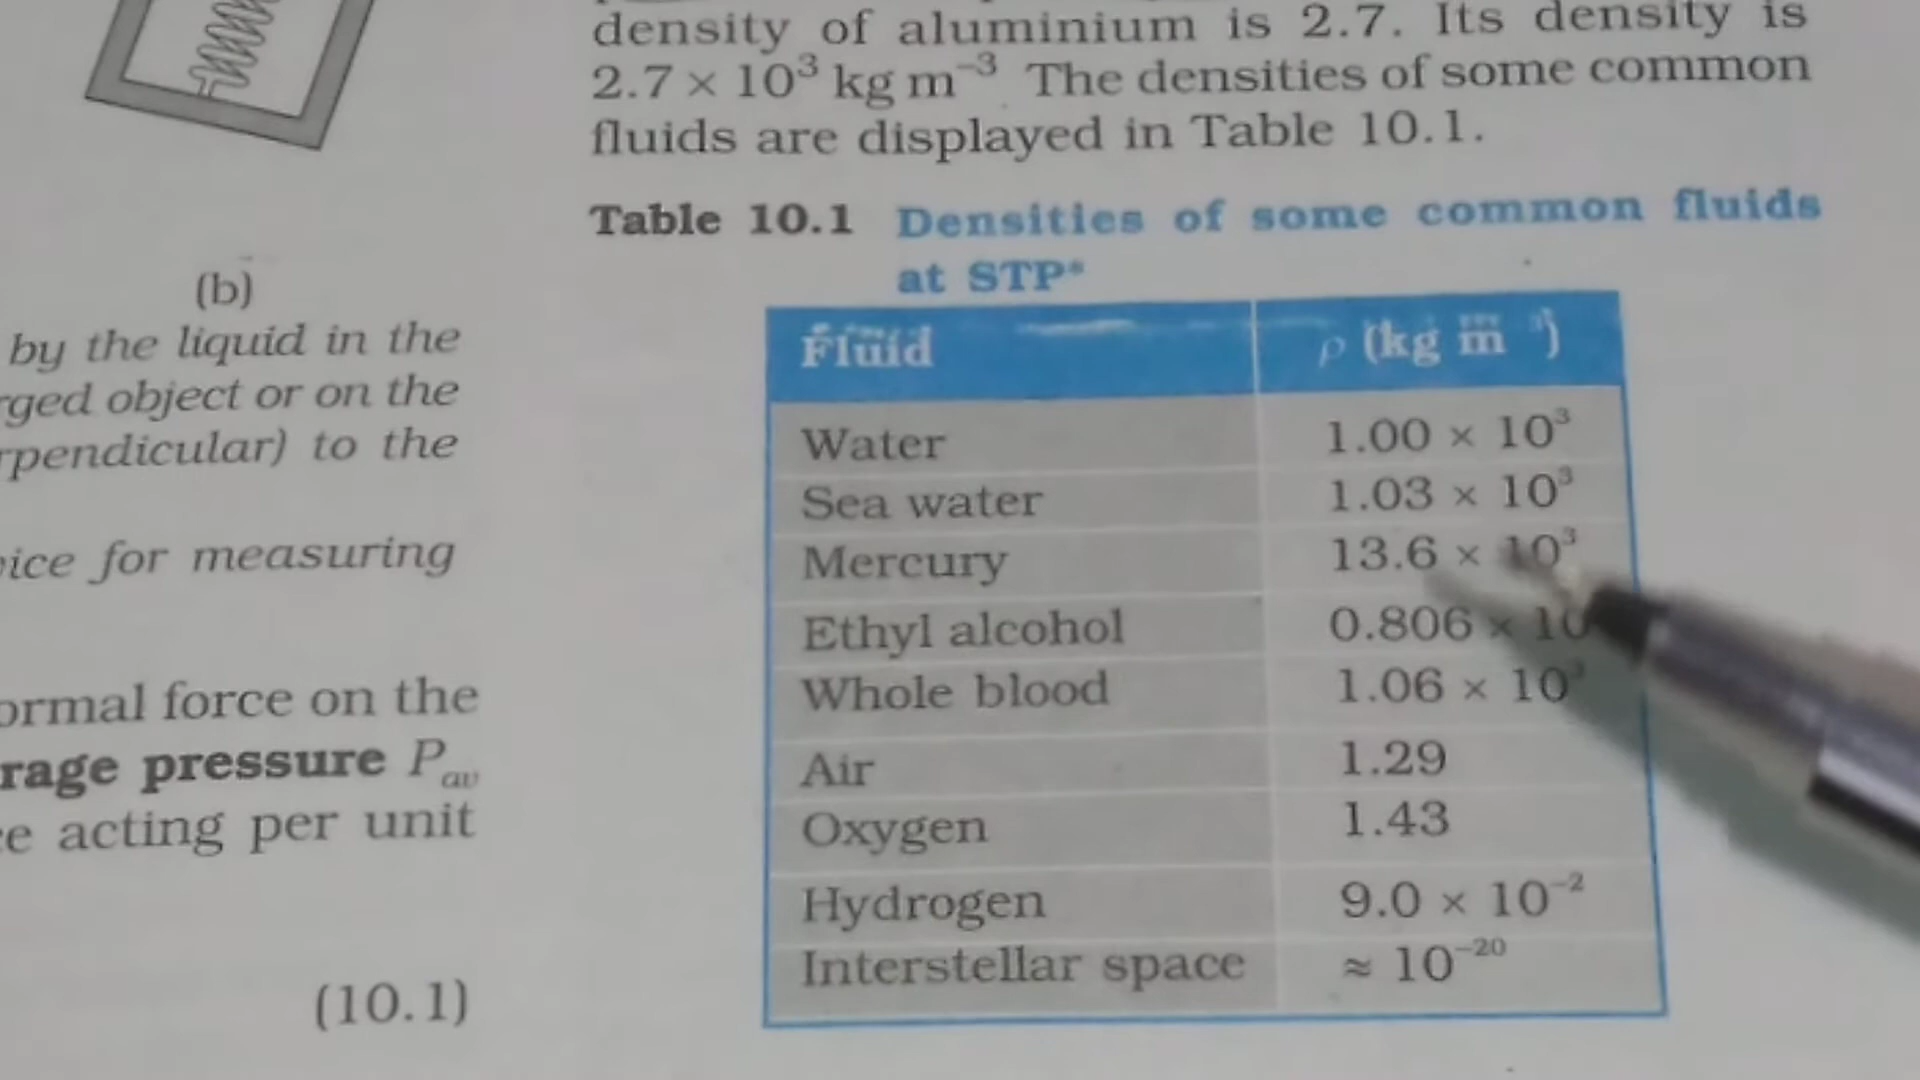 (b)
by the liquid in the
rged object or on the
rpendicular) to the
ice for measuring
ormal force on the
rage pressure Pav
e acting per unit
(10.1)
density of aluminium is 2.7. Its density is
2.7 × 10³ kg m⁻³ The densities of some common
fluids are displayed in Table 10.1.
Table 10.1 Densities of some common fluids
at STP*
Fluid ρ (kg m )
Water 1.00 × 10³
Sea water 1.03 × 10³
Mercury 13.6 × 10³
Ethyl alcohol 0.806 × 10
Whole blood 1.06 × 10³
Air 1.29
Oxygen 1.43
Hydrogen 9.0 × 10⁻²
Interstellar space ≈ 10⁻²⁰